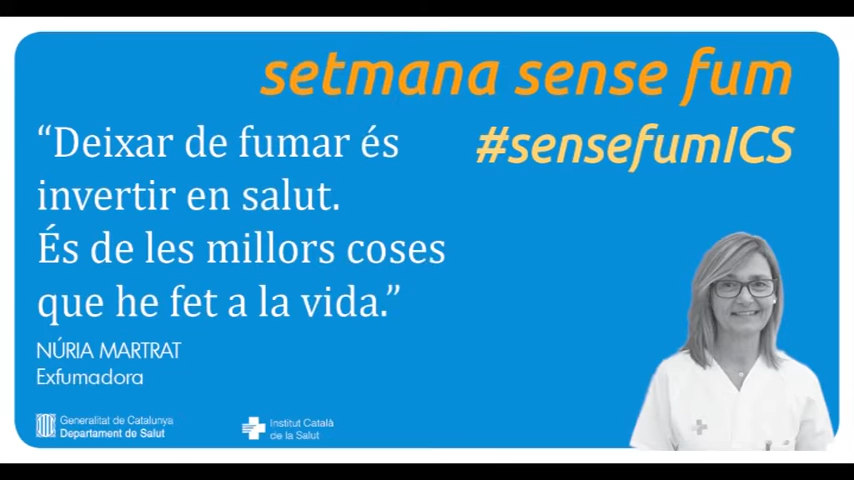 setmana sense fum
#sensefumICS
“Deixar de fumar és
invertir en salut.
És de les millors coses
que he fet a la vida.”
NÚRIA MARTRAT
Exfumadora
Generalitat de Catalunya
Departament de Salut
Institut Català
de la Salut